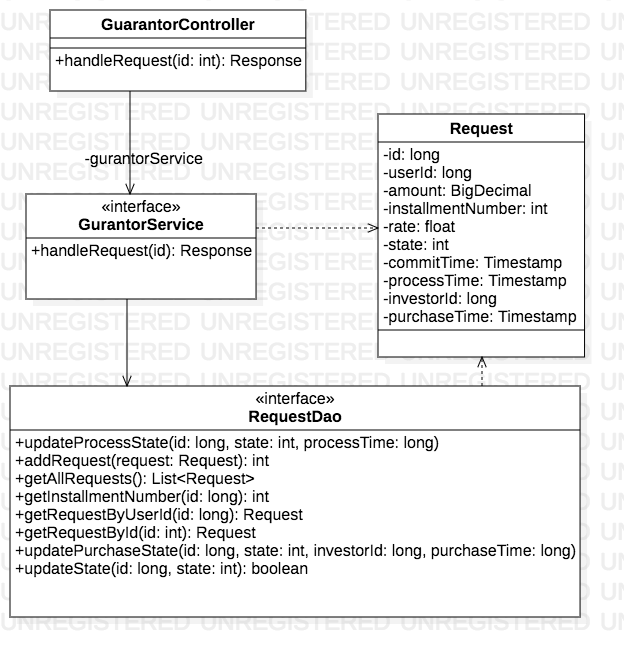 GuarantorController
+handleRequest(id: int): Response
-gurantorService
«interface»
GurantorService
+handleRequest(id): Response
Request
-id: long
-userId: long
-amount: BigDecimal
-installmentNumber: int
-rate: float
-state: int
-commitTime: Timestamp
-processTime: Timestamp
-investorId: long
-purchaseTime: Timestamp
«interface»
RequestDao
+updateProcessState(id: long, state: int, processTime: long)
+addRequest(request: Request): int
+getAllRequests(): List<Request>
+getInstallmentNumber(id: long): int
+getRequestByUserId(id: long): Request
+getRequestById(id: int): Request
+updatePurchaseState(id: long, state: int, investorId: long, purchaseTime: long)
+updateState(id: long, state: int): boolean
UNREGISTERED